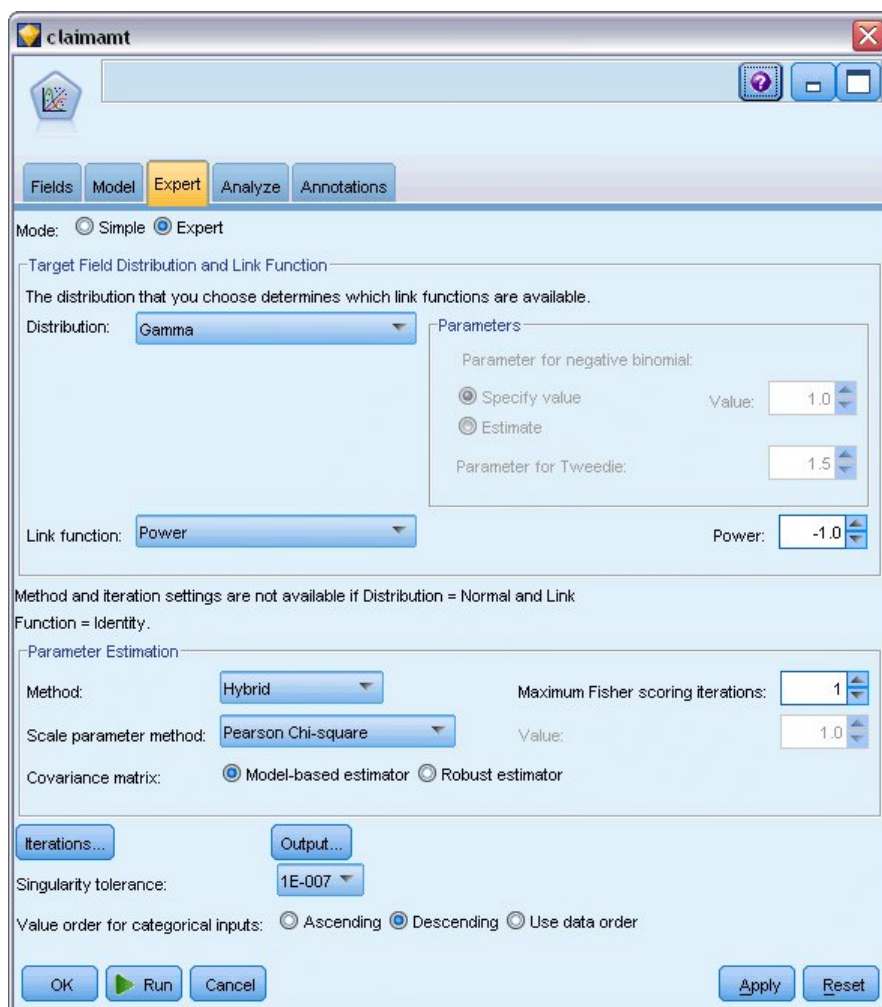 claimamt
Fields Model Expert Analyze Annotations
Mode: Simple Expert
Target Field Distribution and Link Function
The distribution that you choose determines which link functions are available.
Distribution: Gamma
Parameters
Parameter for negative binomial:
Specify value Value: 1.0
Estimate
Parameter for Tweedie: 1.5
Link function: Power Power: -1.0
Method and iteration settings are not available if Distribution = Normal and Link
Function = Identity.
Parameter Estimation
Method: Hybrid Maximum Fisher scoring iterations: 1
Scale parameter method: Pearson Chi-square Value: 1.0
Covariance matrix: Model-based estimator Robust estimator
Iterations... Output...
Singularity tolerance: 1E-007
Value order for categorical inputs: Ascending Descending Use data order
OK Run Cancel Apply Reset